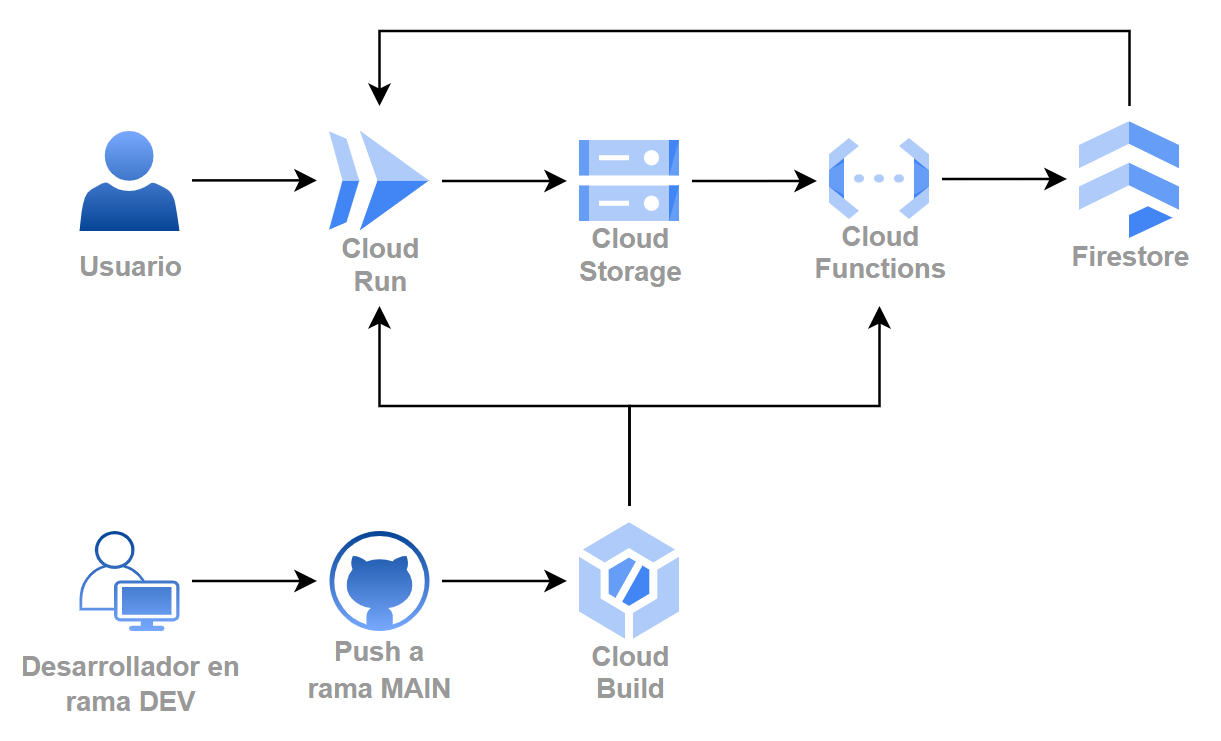 Usuario
Cloud
Run
Cloud
Storage
Cloud
Functions
Firestore
Desarrollador en
rama DEV
Push a
rama MAIN
Cloud
Build